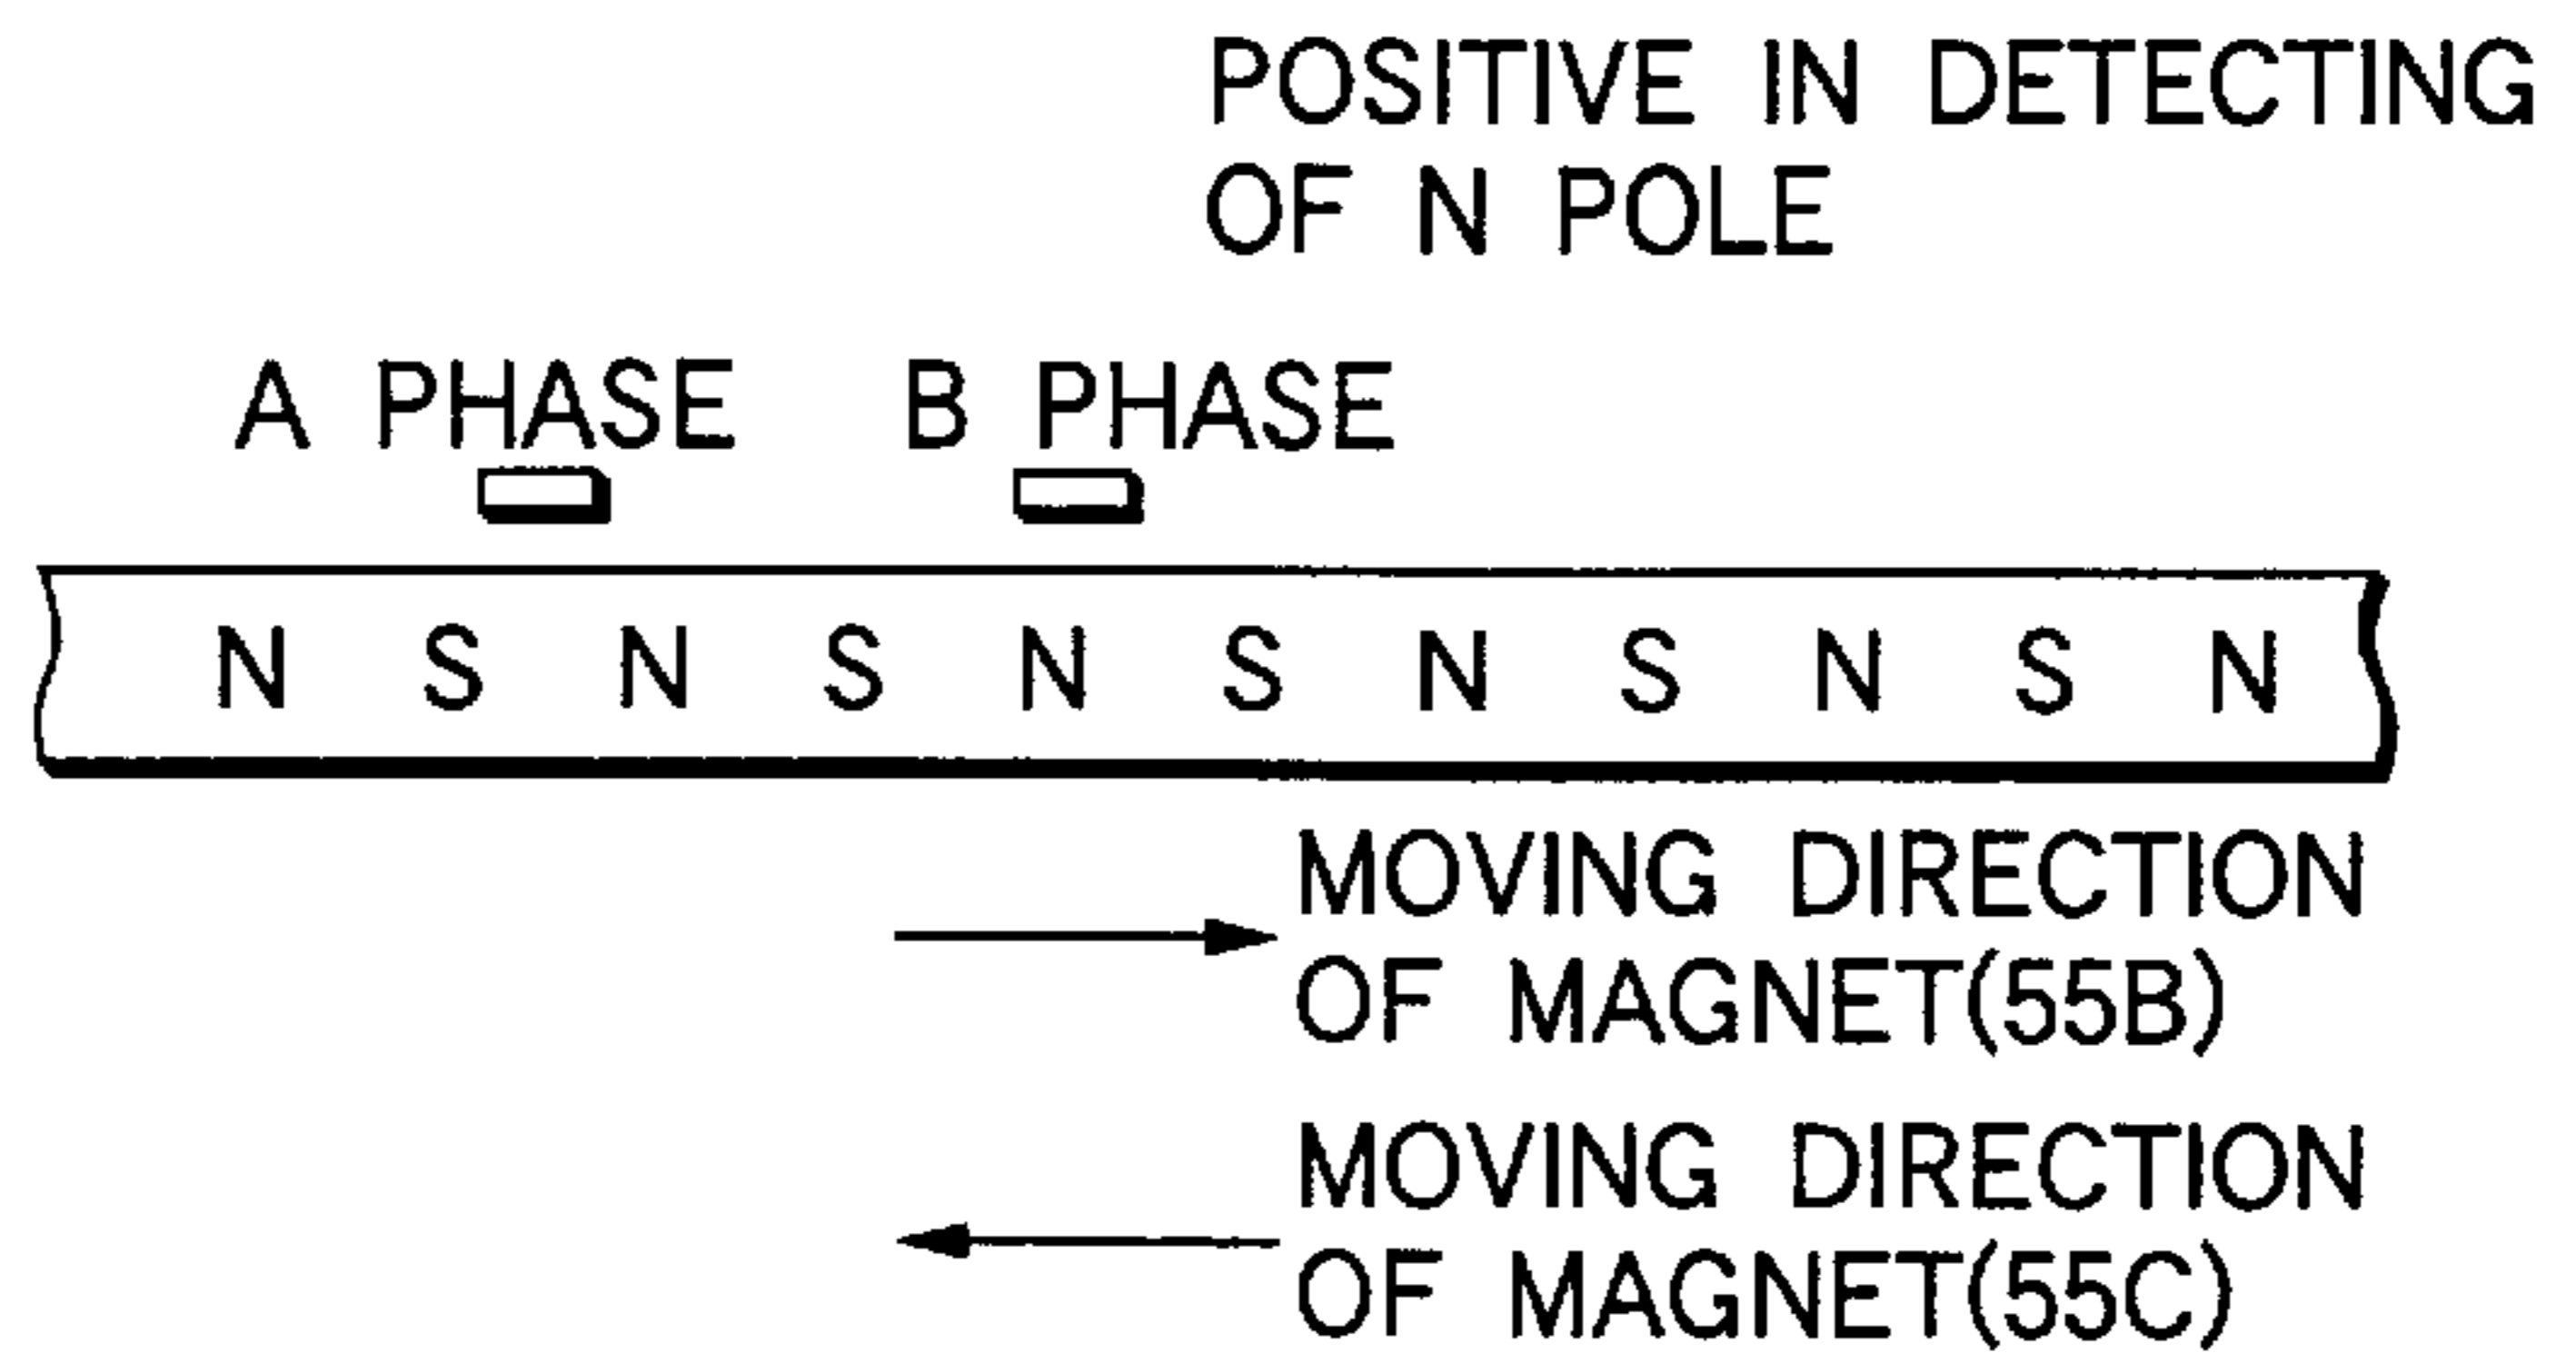 POSITIVE IN DETECTING
OF N POLE
A PHASE B PHASE
N S N S N S N S N S N
MOVING DIRECTION
OF MAGNET(55B)
MOVING DIRECTION
OF MAGNET(55C)